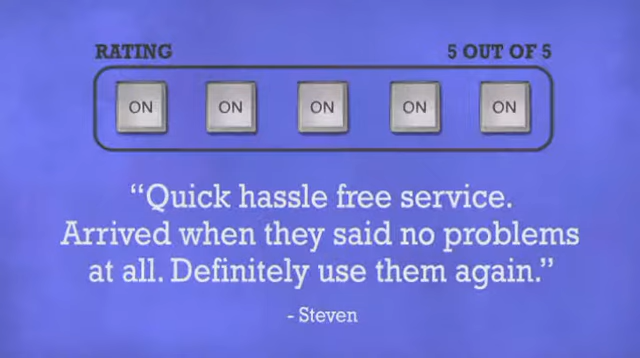 RATING 5 OUT OF 5
ON ON ON ON ON
“Quick hassle free service.
Arrived when they said no problems
at all. Definitely use them again.”
- Steven